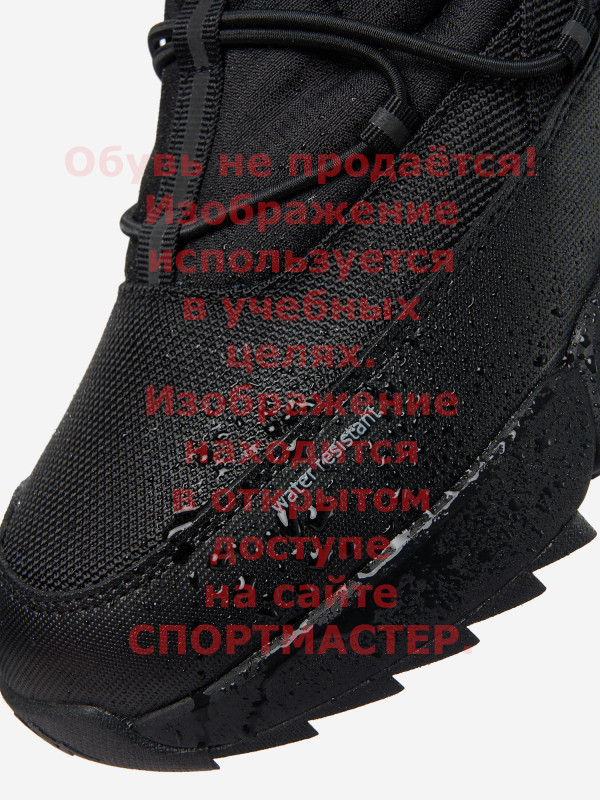 Обувь не продаётся!
Изображение
используется
в учебных
целях.
Изображение
находится
в открытом
доступе
на сайте
СПОРТМАСТЕР.
water resistant